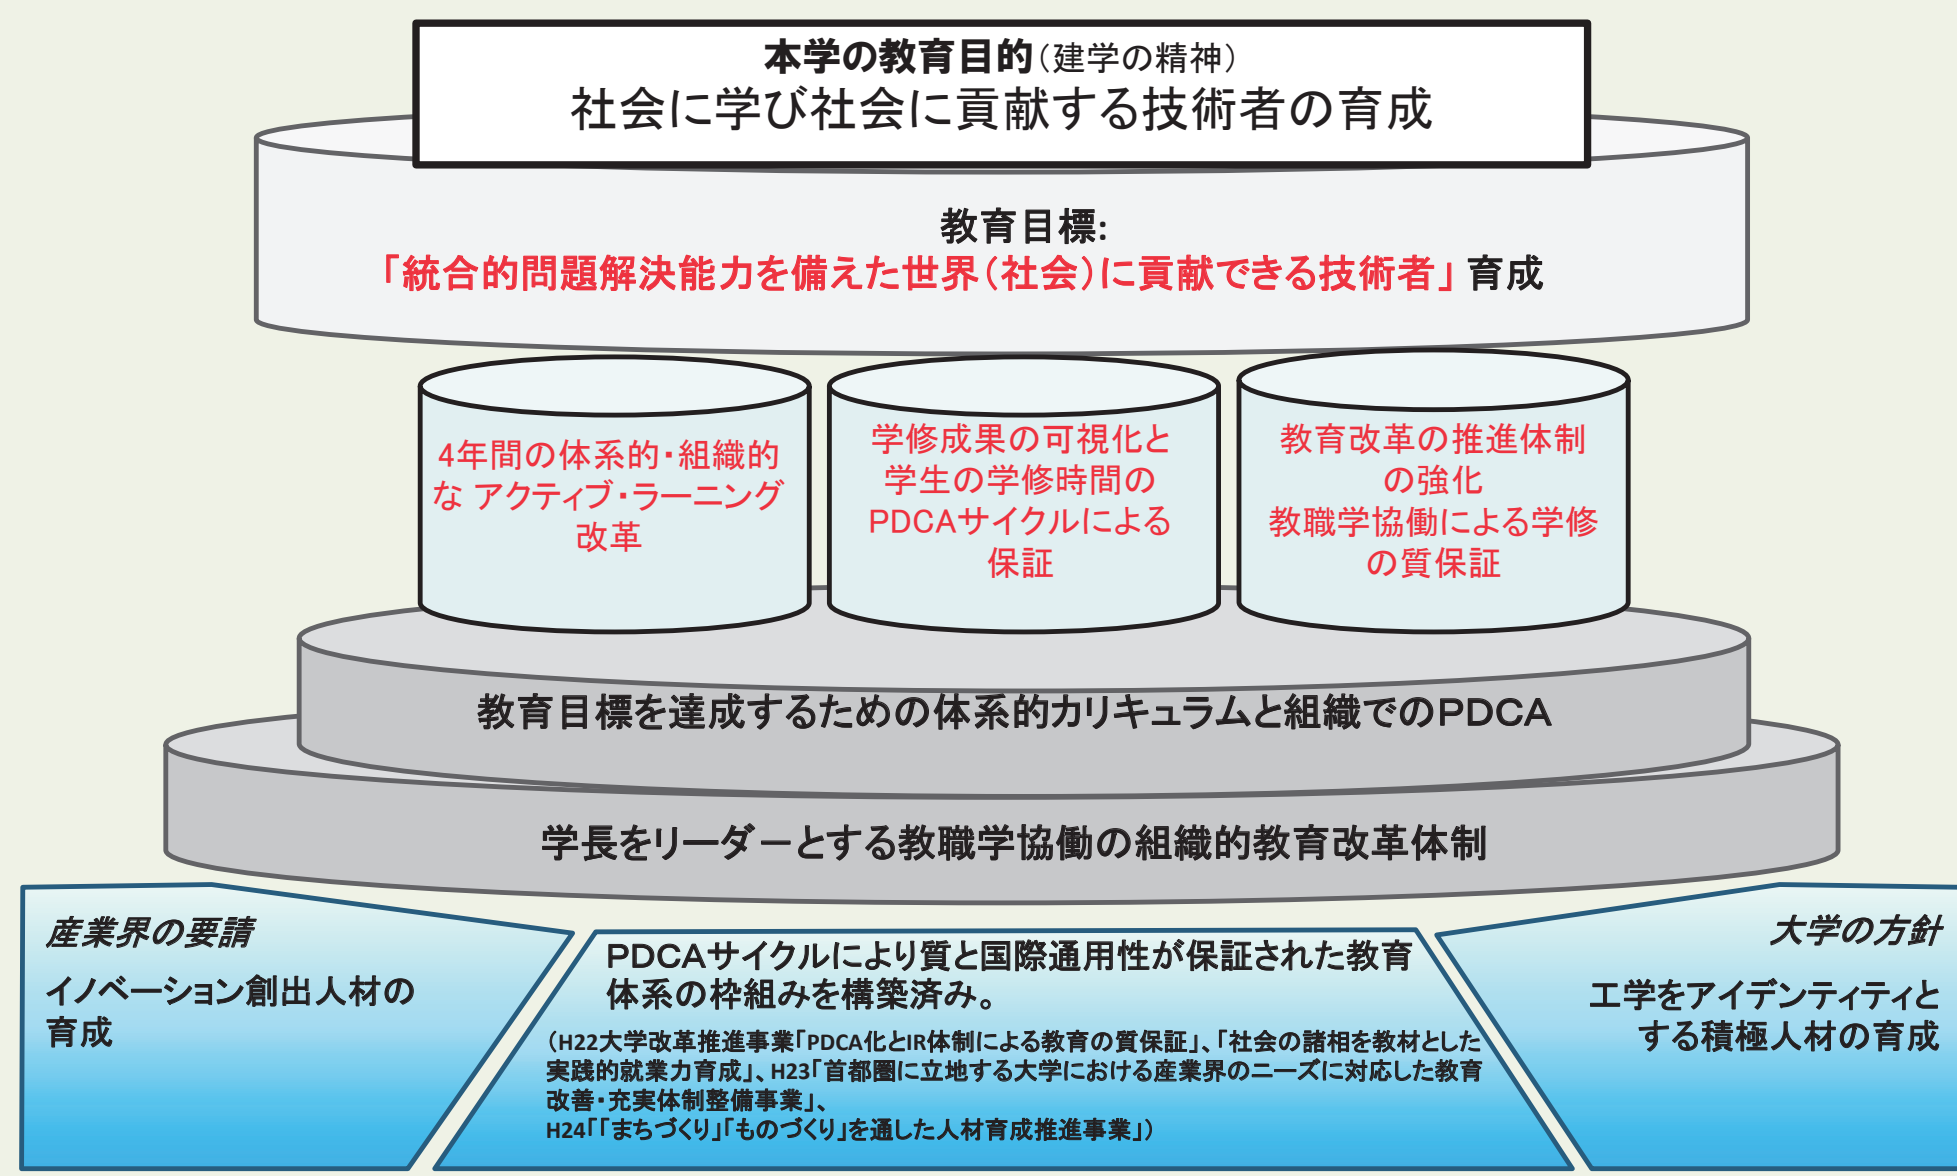 本学の教育目的（建学の精神）
社会に学び社会に貢献する技術者の育成
教育目標:
「統合的問題解決能力を備えた世界（社会）に貢献できる技術者」 育成
4年間の体系的・組織的
な アクティブ・ラーニング
改革
学修成果の可視化と
学生の学修時間の
PDCAサイクルによる
保証
教育改革の推進体制
の強化
教職学協働による学修
の質保証
教育目標を達成するための体系的カリキュラムと組織でのPDCA
学長をリーダーとする教職学協働の組織的教育改革体制
産業界の要請
イノベーション創出人材の
育成
PDCAサイクルにより質と国際通用性が保証された教育
体系の枠組みを構築済み。
（H22大学改革推進事業「PDCA化とIR体制による教育の質保証」、「社会の諸相を教材とした
実践的就業力育成」、H23「首都圏に立地する大学における産業界のニーズに対応した教育
改善・充実体制整備事業」、
H24「「まちづくり」「ものづくり」を通した人材育成推進事業」）
大学の方針
工学をアイデンティティと
する積極人材の育成